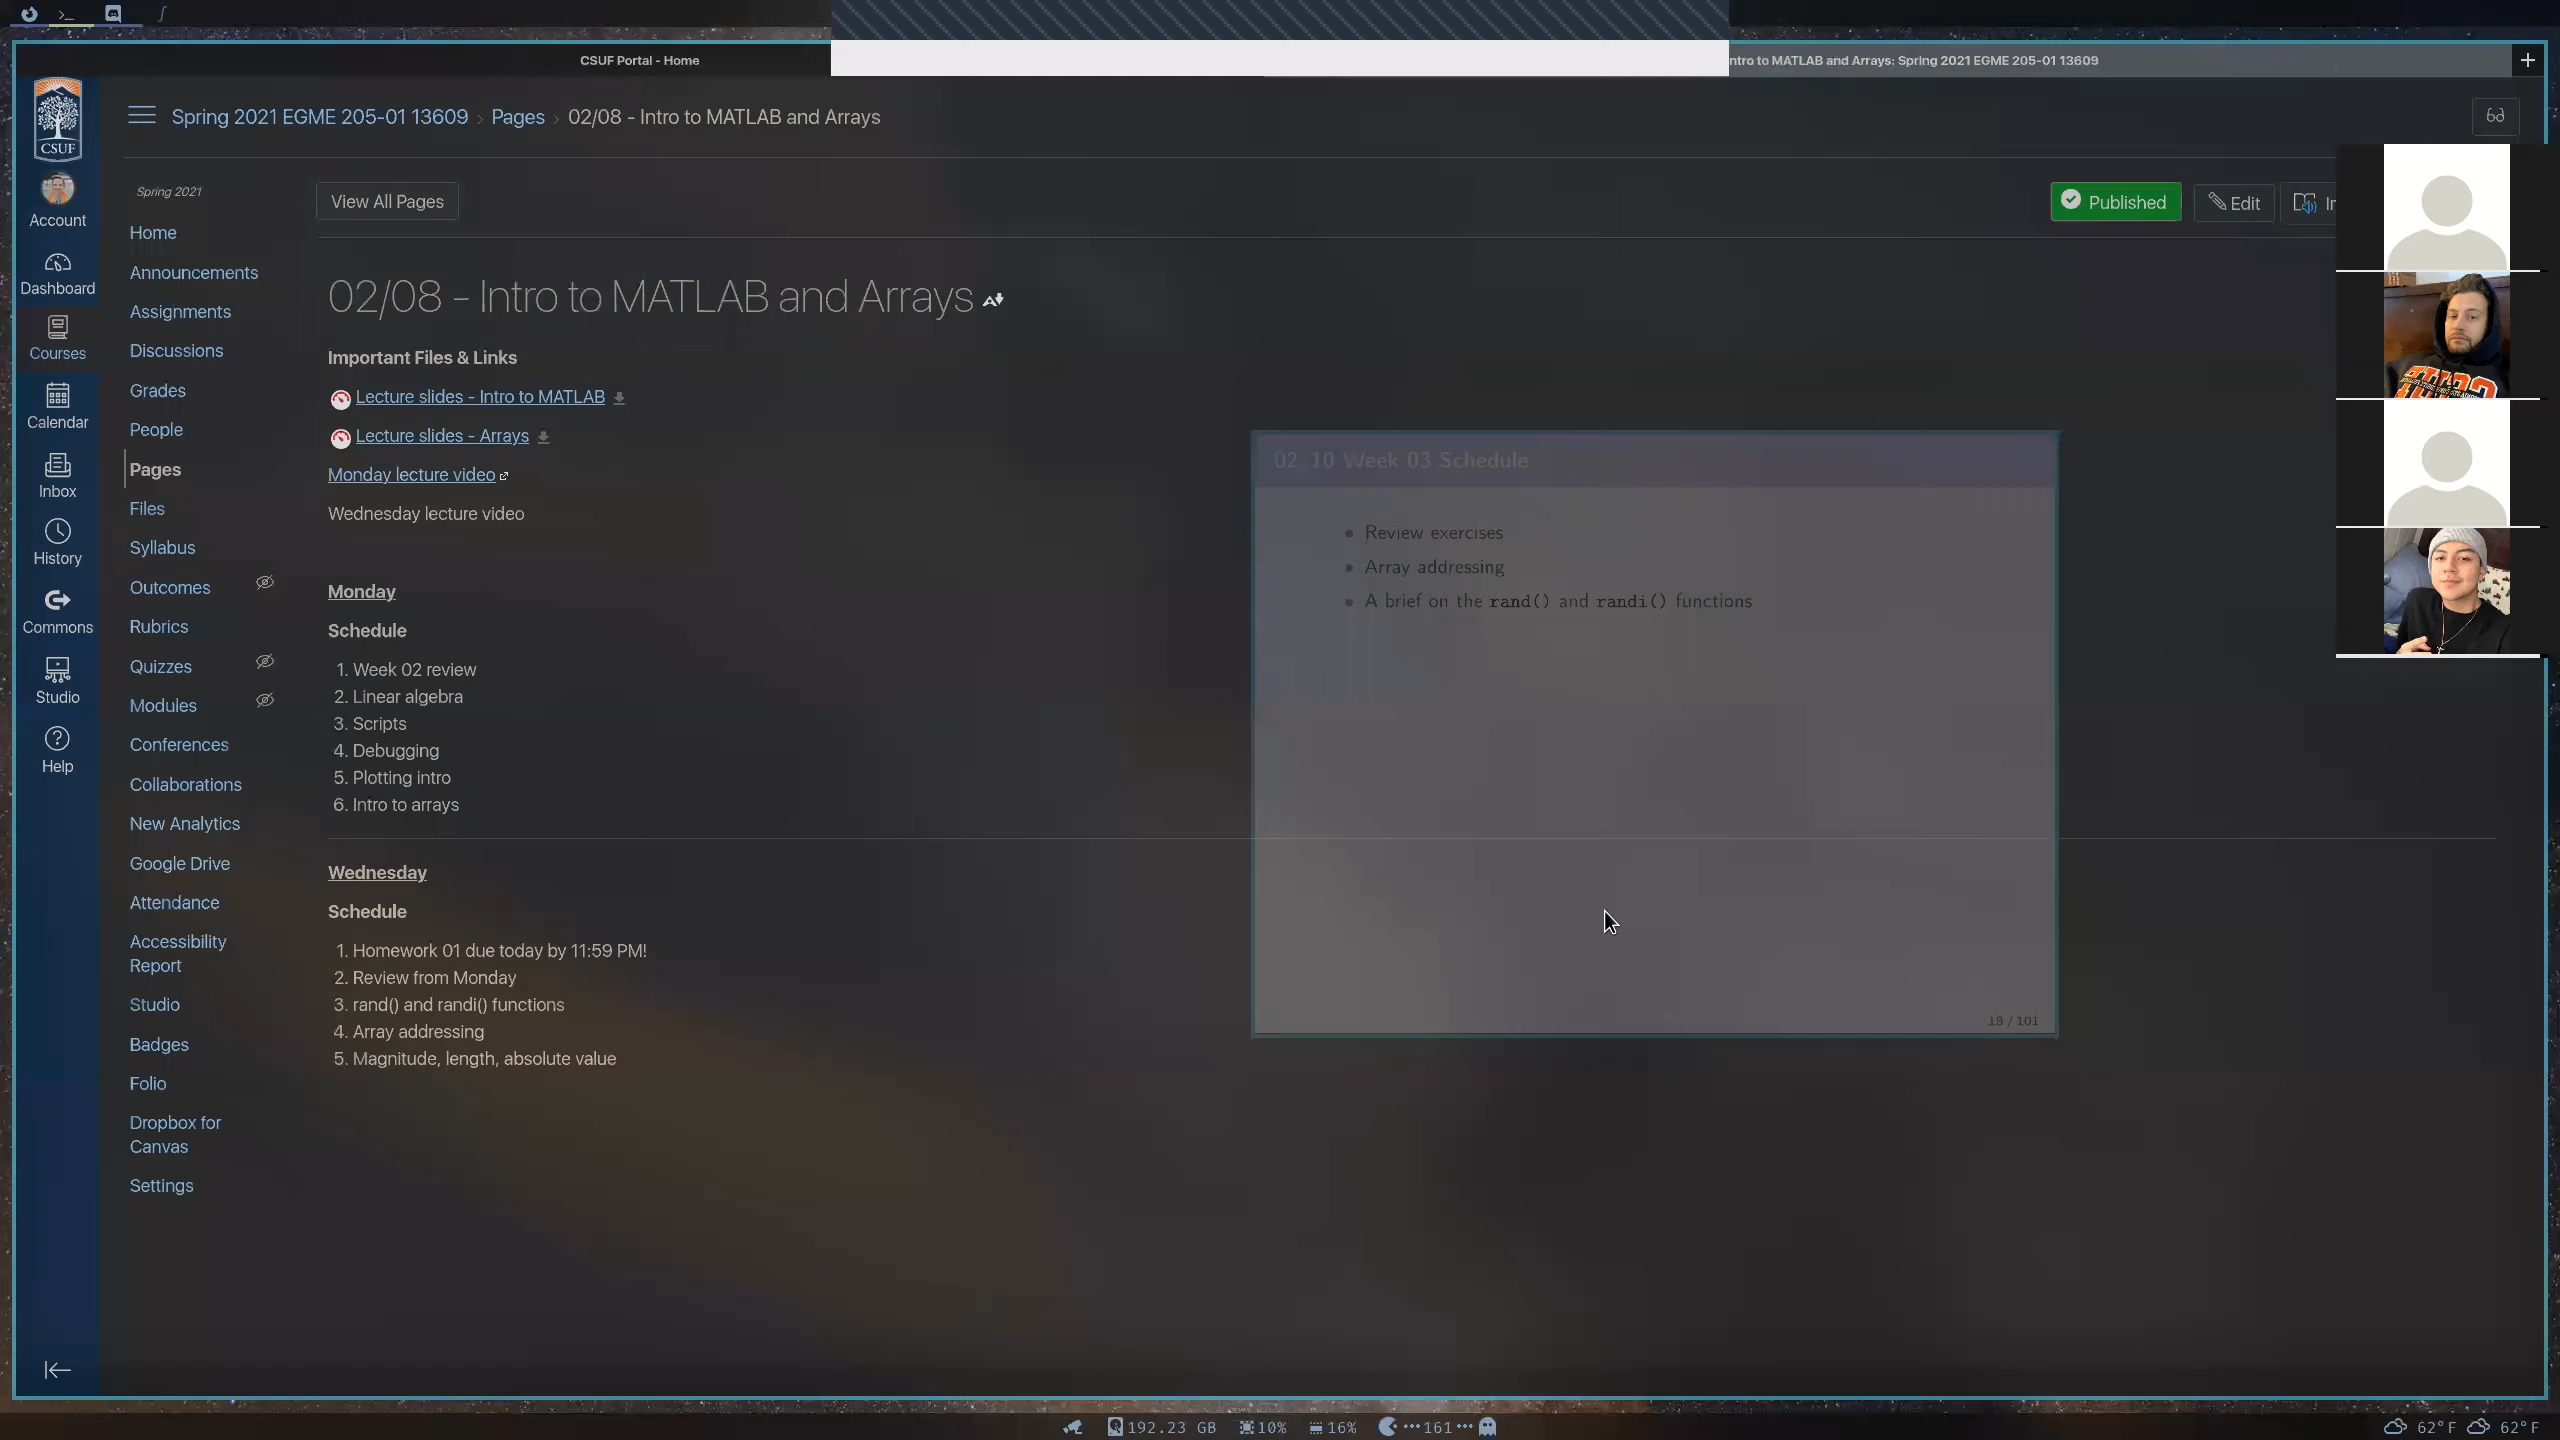 CSUF Portal - Home
ntro to MATLAB and Arrays: Spring 2021 EGME 205-01 13609
CSUF
Account
Dashboard
Courses
Calendar
Inbox
History
Commons
Studio
Help
Spring 2021 EGME 205-01 13609 › Pages › 02/08 - Intro to MATLAB and Arrays
Spring 2021
Home
Announcements
Assignments
Discussions
Grades
People
Pages
Files
Syllabus
Outcomes
Rubrics
Quizzes
Modules
Conferences
Collaborations
New Analytics
Google Drive
Attendance
Accessibility
Report
Studio
Badges
Folio
Dropbox for
Canvas
Settings
View All Pages
Published
Edit
02/08 - Intro to MATLAB and Arrays
Important Files & Links
Lecture slides - Intro to MATLAB
Lecture slides - Arrays
Monday lecture video
Wednesday lecture video
Monday
Schedule
1. Week 02 review
2. Linear algebra
3. Scripts
4. Debugging
5. Plotting intro
6. Intro to arrays
Wednesday
Schedule
1. Homework 01 due today by 11:59 PM!
2. Review from Monday
3. rand() and randi() functions
4. Array addressing
5. Magnitude, length, absolute value
02 10 Week 03 Schedule
• Review exercises
• Array addressing
• A brief on the rand() and randi() functions
18 / 101
192.23 GB 10% 16% 161
62°F 62°F